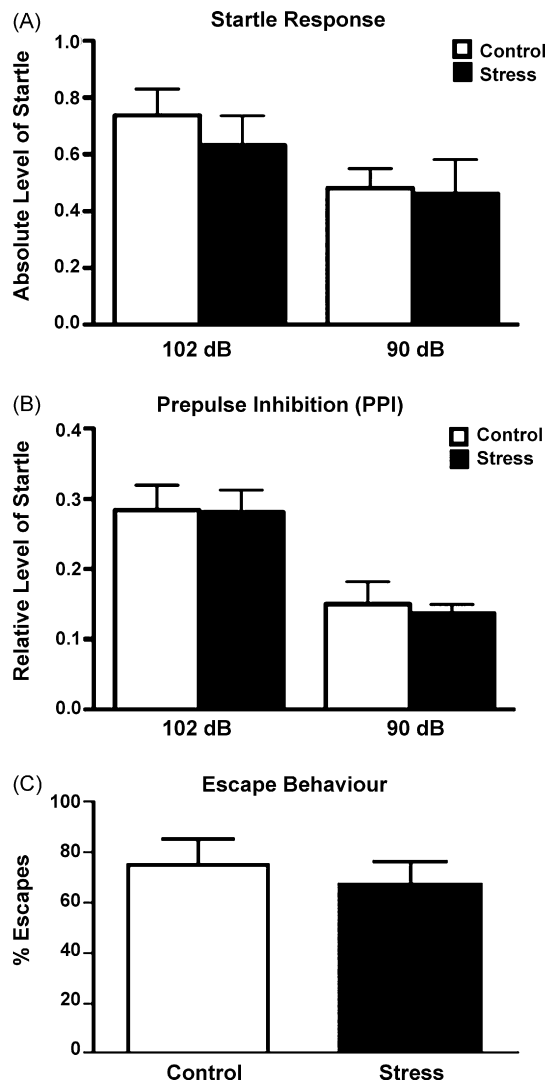 (A)
Startle Response
Control
Stress
Absolute Level of Startle
1.0
0.8
0.6
0.4
0.2
0.0
102 dB 90 dB
(B)
Prepulse Inhibition (PPI)
Control
Stress
Relative Level of Startle
0.4
0.3
0.2
0.1
0.0
102 dB 90 dB
(C)
Escape Behaviour
% Escapes
100
80
60
40
20
0
Control Stress